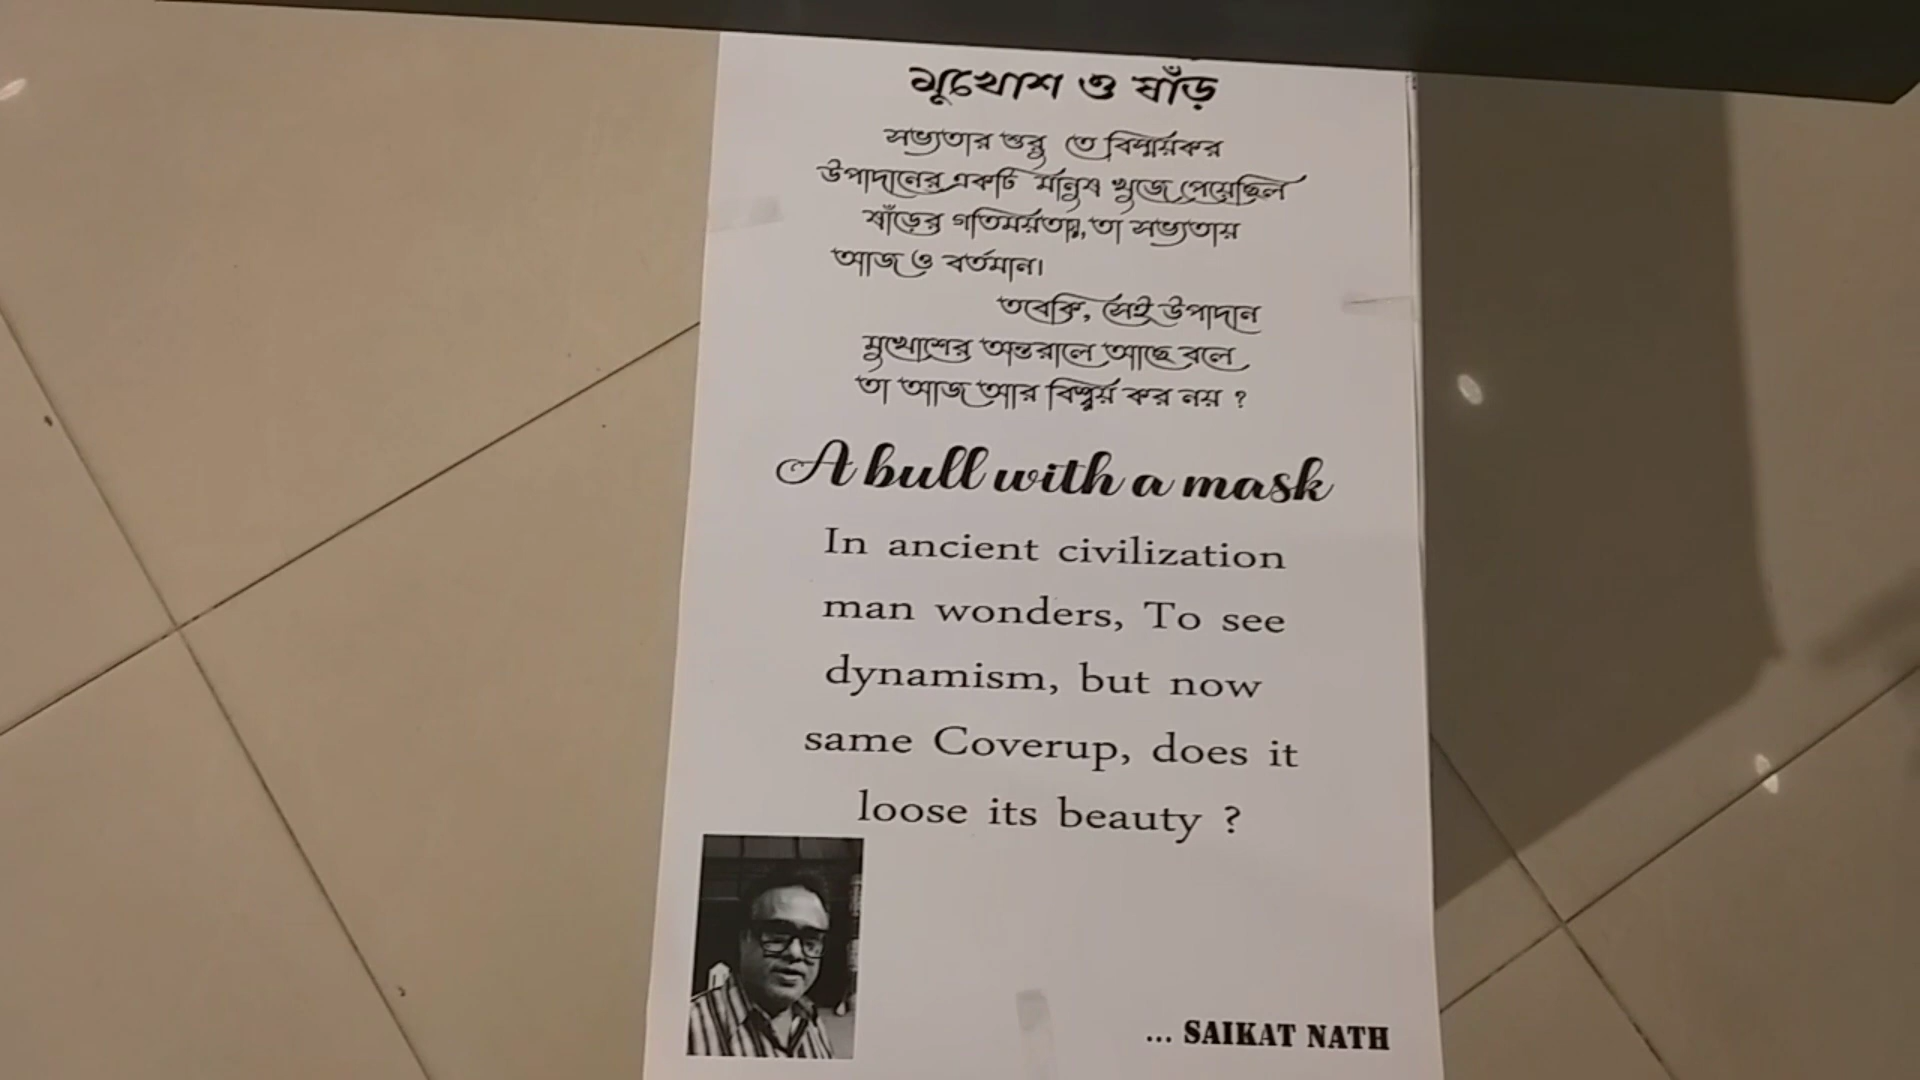 মুখোশ ও ষাঁড়
সভ্যতার শুরু তে বিস্ময়কর
উপাদানের একটি মানুষ খুজে পেয়েছিল
ষাঁড়ের গতিময়তায়, তা সভ্যতায়
আজ ও বর্তমান।
তবেকি, সেই উপাদান
মুখোশের অন্তরালে আছে বলে
তা আজ আর বিস্ময় কর নয় ?
A bull with a mask
In ancient civilization
man wonders, To see
dynamism, but now
same Coverup, does it
loose its beauty ?
... SAIKAT NATH